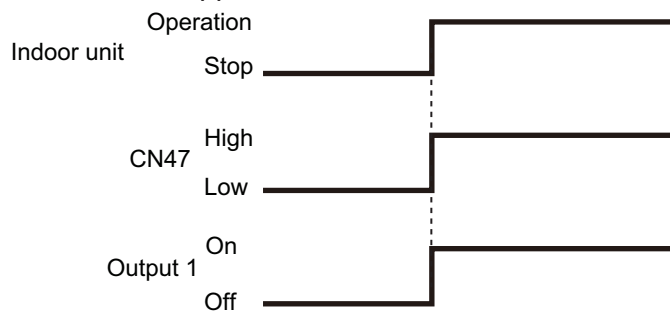 Operation
Indoor unit
Stop
High
CN47
Low
On
Output 1
Off